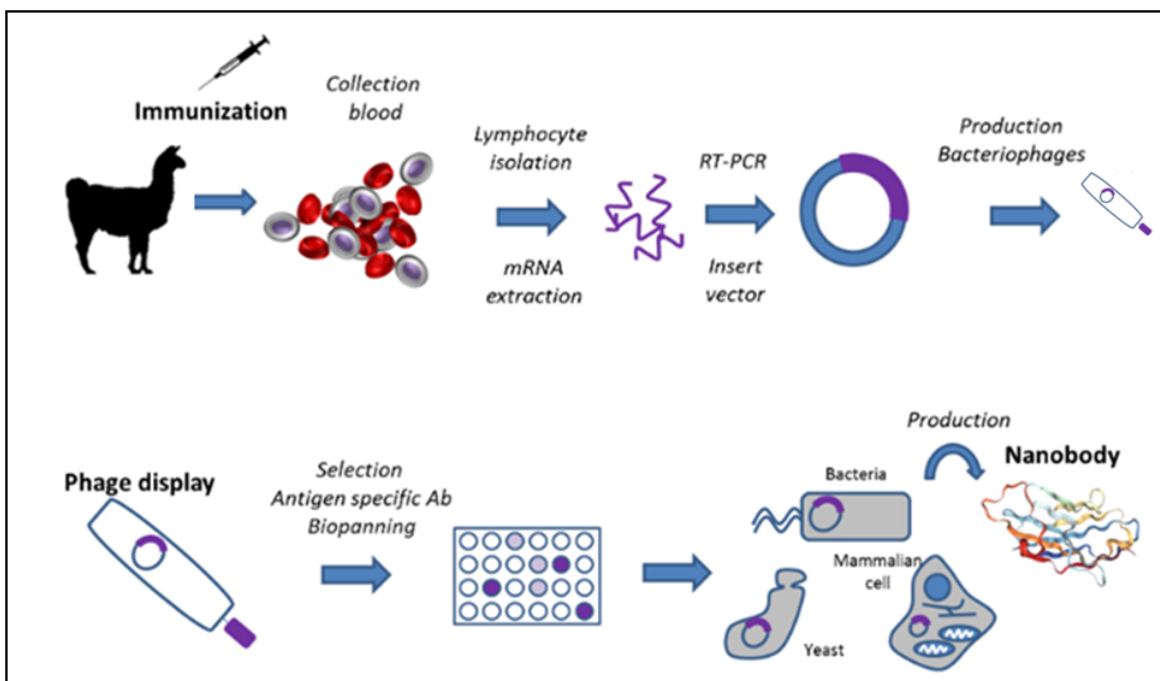 Immunization
Collection
blood
Lymphocyte
isolation
mRNA
extraction
RT-PCR
Insert
vector
Production
Bacteriophages
Phage display
Selection
Antigen specific Ab
Biopanning
Bacteria
Mammalian
cell
Yeast
Production
Nanobody